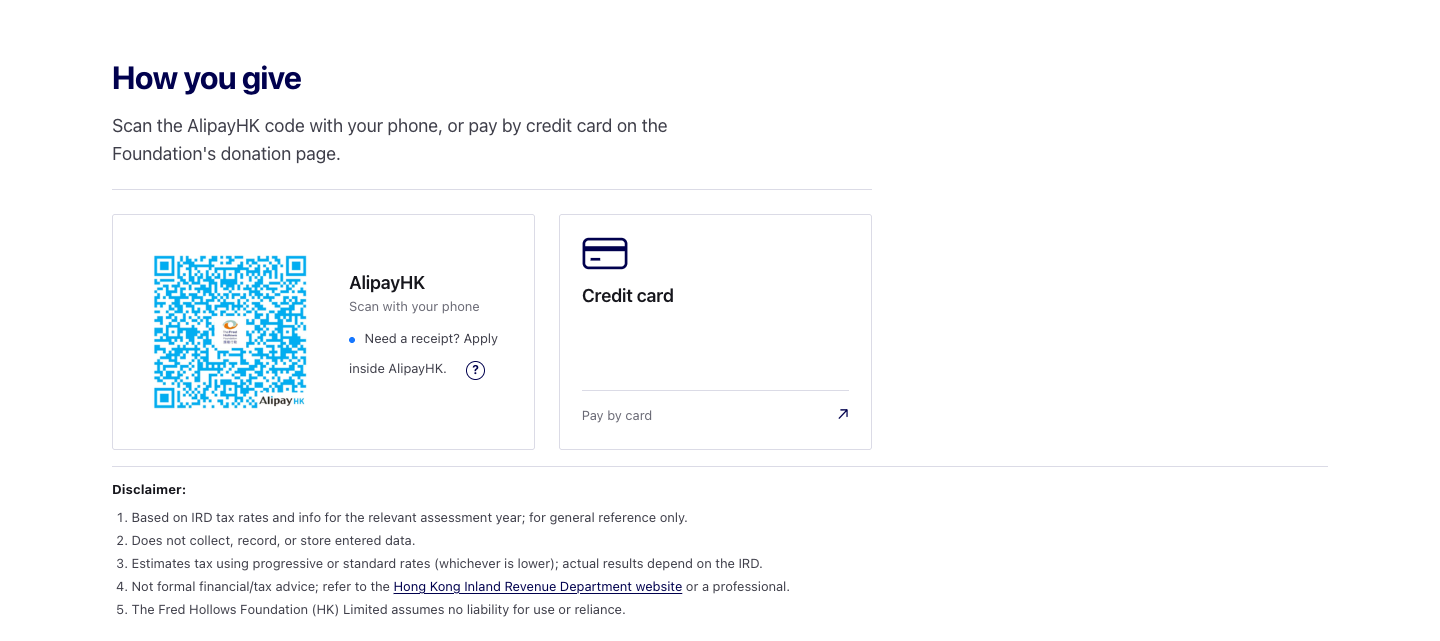 How you give
Scan the AlipayHK code with your phone, or pay by credit card on the
Foundation's donation page.
Alipay HK
AlipayHK
Scan with your phone
Need a receipt? Apply
inside AlipayHK. ?
Credit card
Pay by card
Disclaimer:
1. Based on IRD tax rates and info for the relevant assessment year; for general reference only.
2. Does not collect, record, or store entered data.
3. Estimates tax using progressive or standard rates (whichever is lower); actual results depend on the IRD.
4. Not formal financial/tax advice; refer to the Hong Kong Inland Revenue Department website or a professional.
5. The Fred Hollows Foundation (HK) Limited assumes no liability for use or reliance.